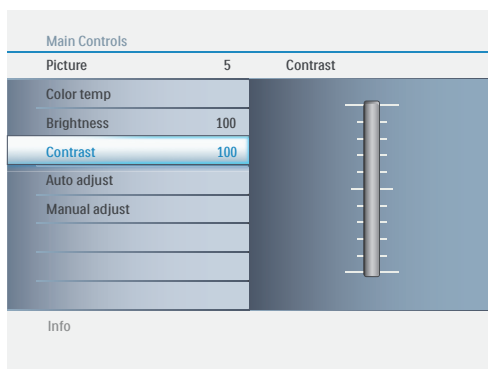 Main Controls
Picture 5 Contrast
Color temp
Brightness 100
Contrast 100
Auto adjust
Manual adjust
Info